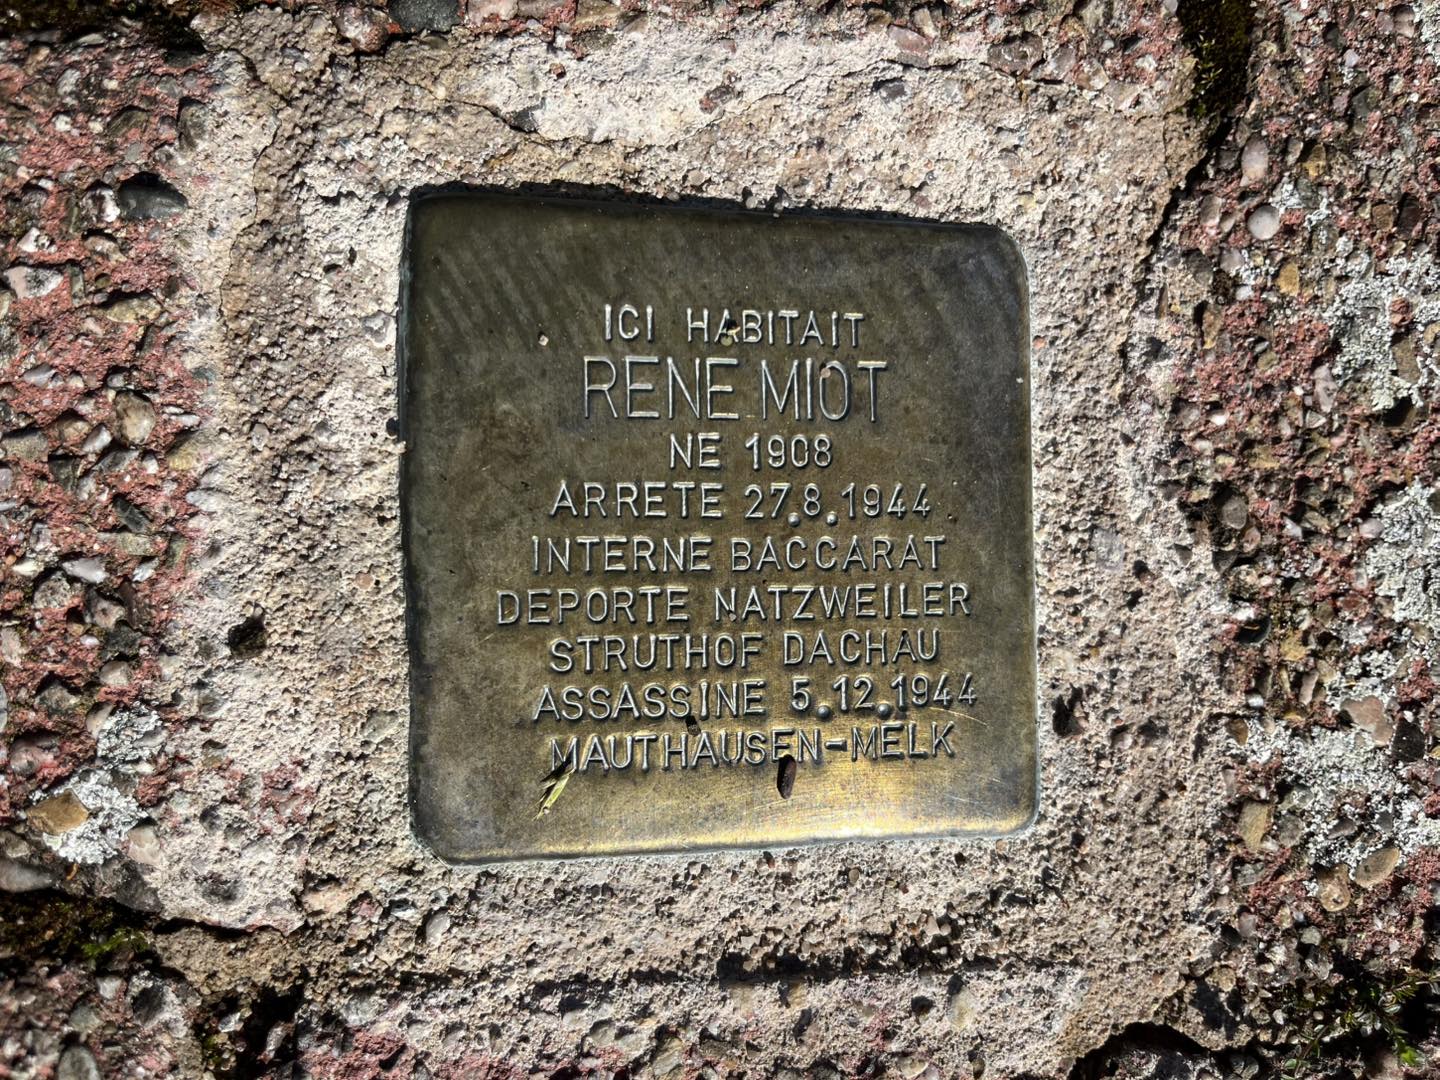 ICI HABITAIT
RENE MIOT
NE 1908
ARRETE 27.8.1944
INTERNE BACCARAT
DEPORTE NATZWEILER
STRUTHOF DACHAU
ASSASSINE 5.12.1944
MAUTHAUSEN-MELK